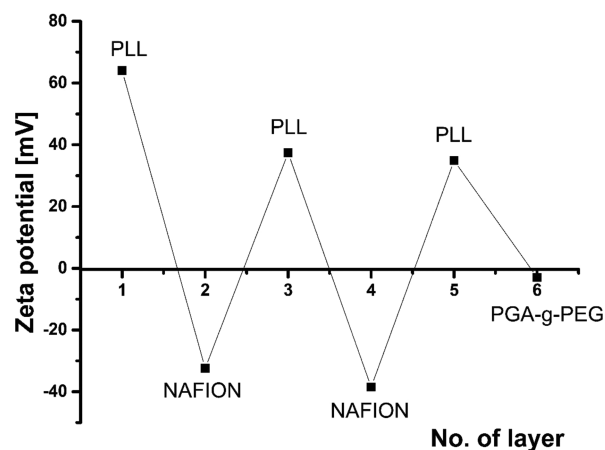 80
PLL
60
PLL
PLL
40
20
0
1 2 3 4 5 6
PGA-g-PEG
-20
NAFION
-40
NAFION
Zeta potential [mV]
No. of layer